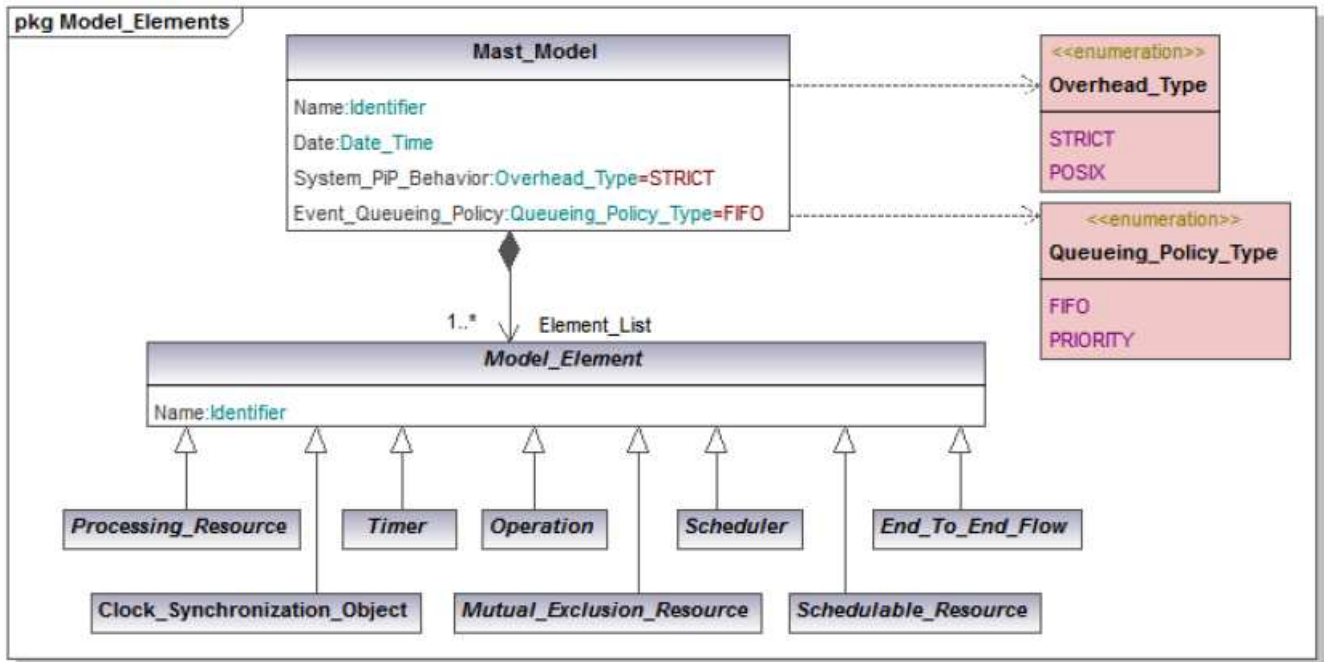 pkg Model_Elements
Mast_Model
Name:Identifier
Date:Date_Time
System_PiP_Behavior:Overhead_Type=STRICT
Event_Queueing_Policy:Queueing_Policy_Type=FIFO
<<enumeration>>
Overhead_Type
STRICT
POSIX
<<enumeration>>
Queueing_Policy_Type
FIFO
PRIORITY
1..* Element_List
Model_Element
Name:Identifier
Processing_Resource Timer Operation Scheduler End_To_End_Flow
Clock_Synchronization_Object Mutual_Exclusion_Resource Schedulable_Resource